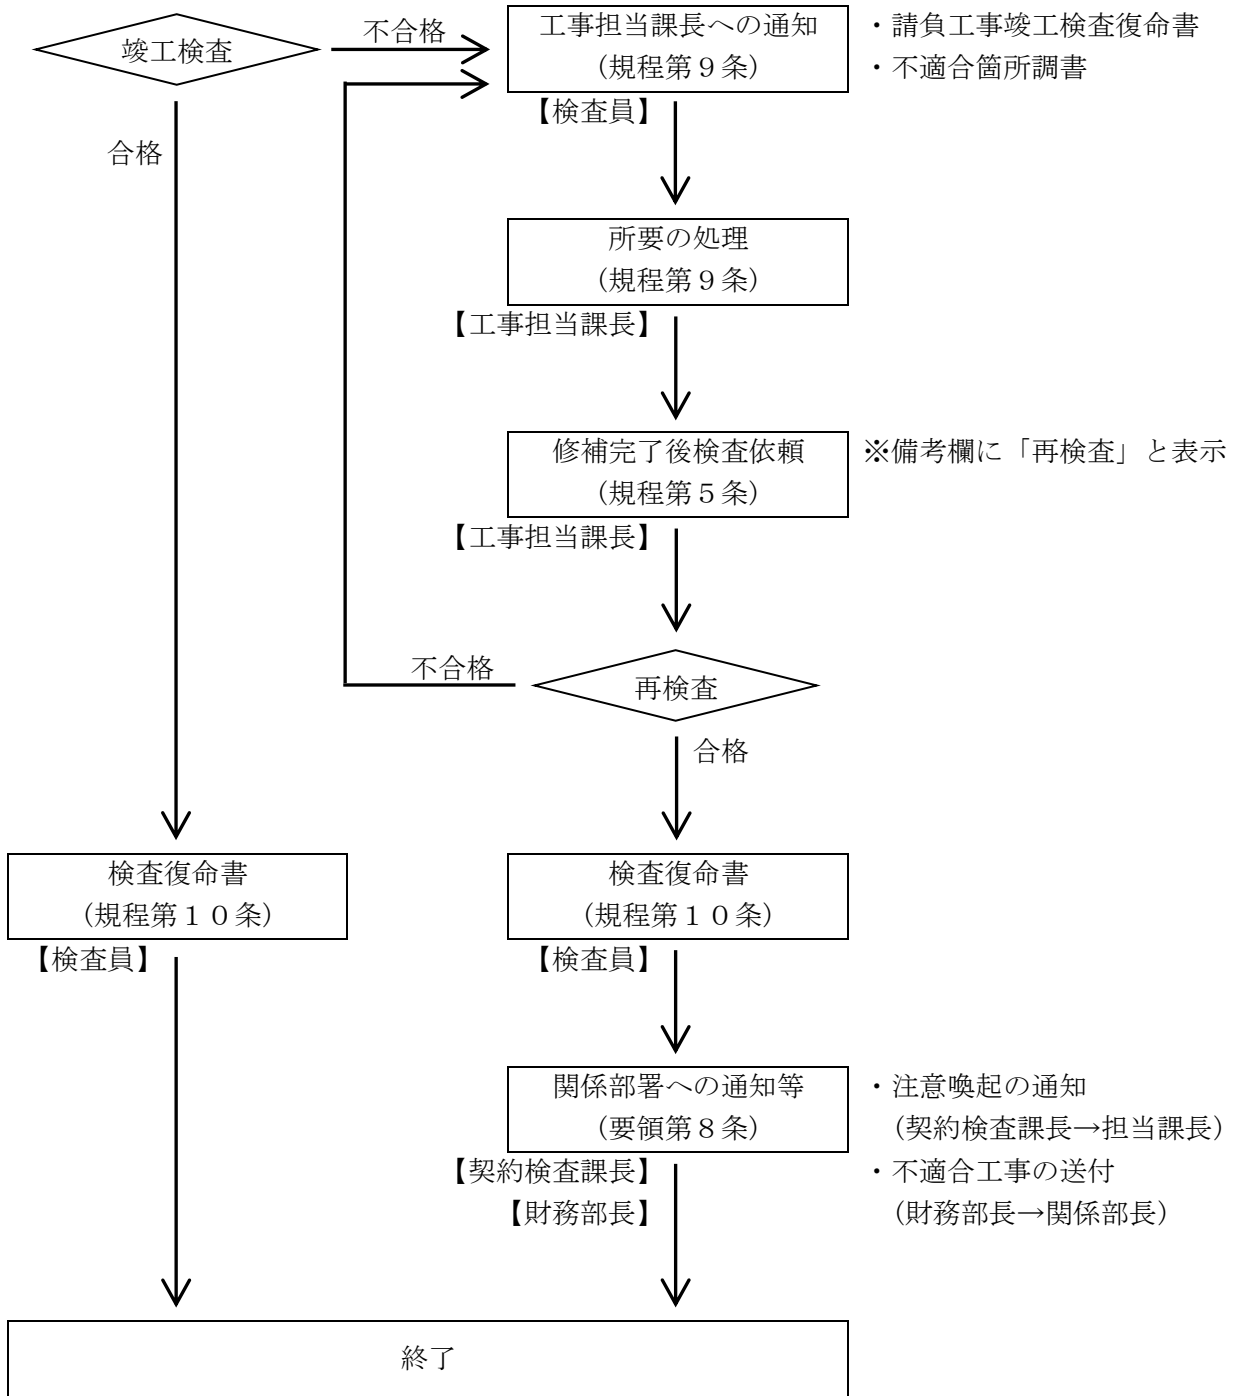 竣工検査
不合格
工事担当課長への通知
（規程第９条）
・請負工事竣工検査復命書
・不適合箇所調書
【検査員】
合格
所要の処理
（規程第９条）
【工事担当課長】
修補完了後検査依頼
（規程第５条）
※備考欄に「再検査」と表示
【工事担当課長】
不合格
再検査
合格
検査復命書
（規程第１０条）
【検査員】
検査復命書
（規程第１０条）
【検査員】
関係部署への通知等
（要領第８条）
・注意喚起の通知
（契約検査課長→担当課長）
【契約検査課長】
【財務部長】
・不適合工事の送付
（財務部長→関係部長）
終了